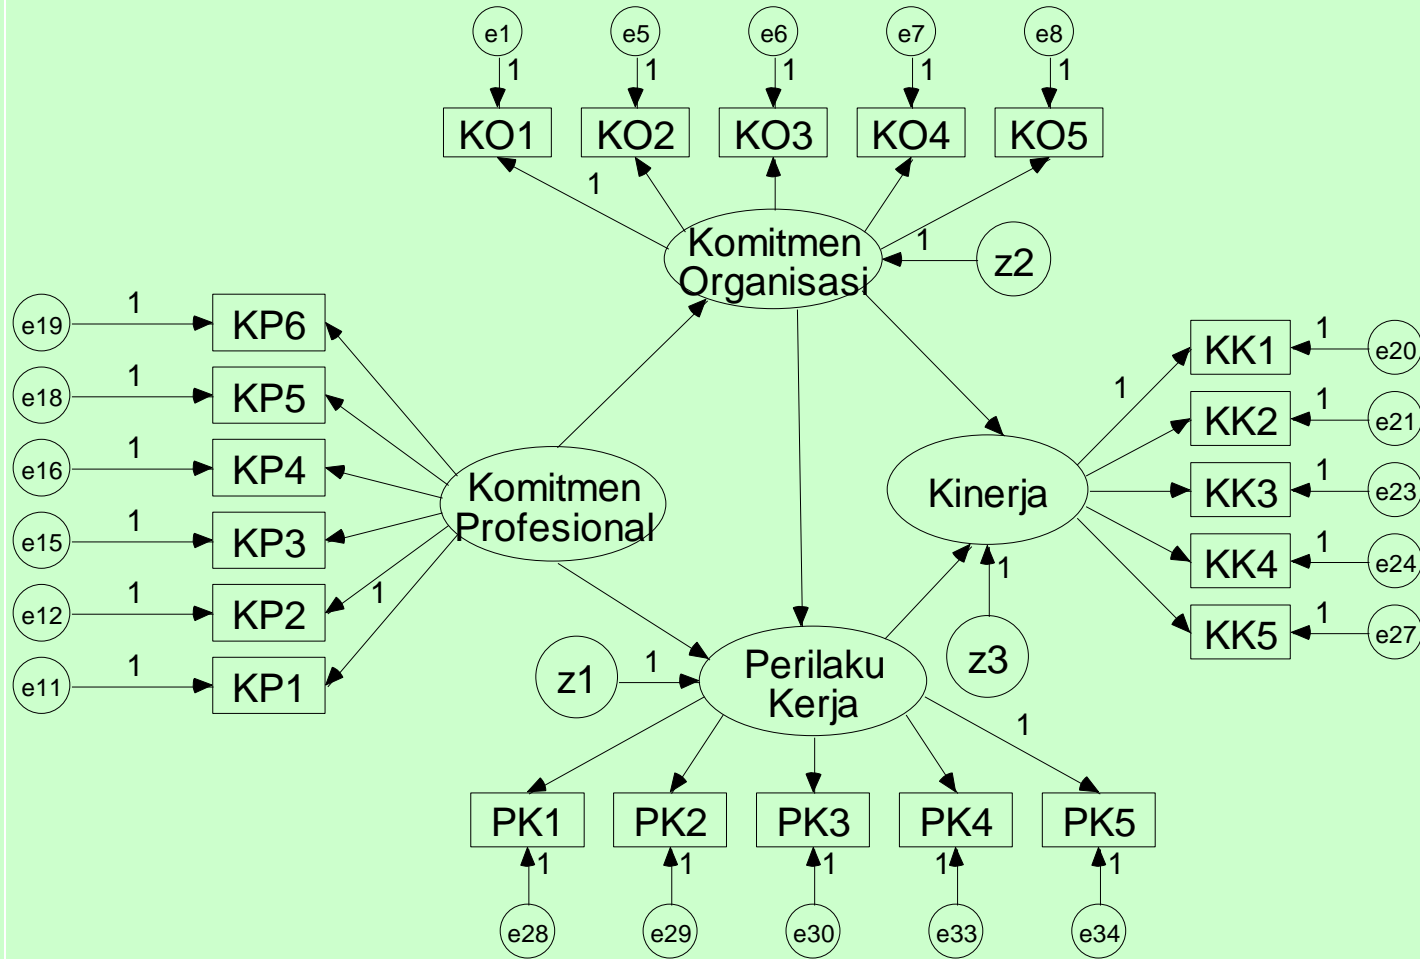 e1 e5 e6 e7 e8
1 1 1 1 1
KO1 KO2 KO3 KO4 KO5
1
Komitmen
Organisasi
1
z2
e19 1 KP6
e18 1 KP5
e16 1 KP4
e15 1 KP3
e12 1 KP2
e11 1 KP1
1
Komitmen
Profesional
Kinerja
1
KK1 1 e20
KK2 1 e21
KK3 1 e23
KK4 1 e24
KK5 1 e27
1
z3
z1 1
Perilaku
Kerja
1
PK1 PK2 PK3 PK4 PK5
1 1 1 1 1
e28 e29 e30 e33 e34